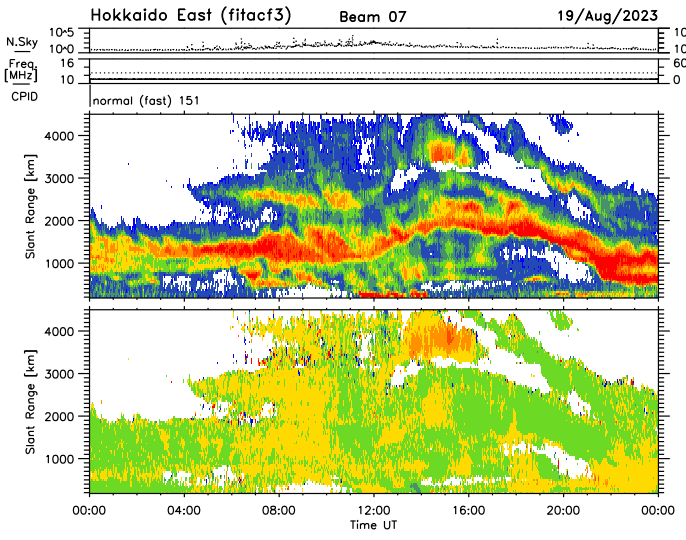 Hokkaido East (fitacf3) Beam 07 19/Aug/2023
N.Sky 10^5 10^0 10 10
Freq. [MHz] 16 10 60 0
CPID normal (fast) 151
Slant Range [km] 4000 3000 2000 1000
Slant Range [km] 4000 3000 2000 1000
00:00 04:00 08:00 12:00 16:00 20:00 00:00
Time UT